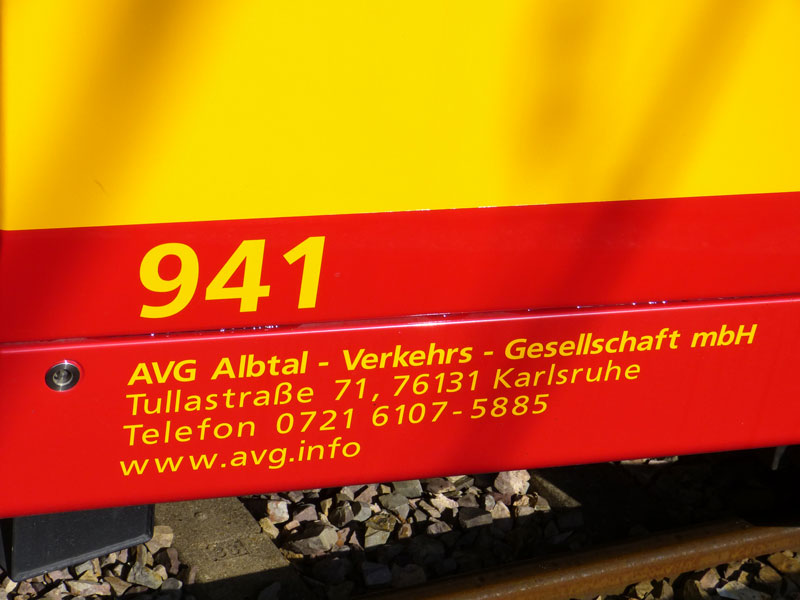 941
AVG Albtal - Verkehrs - Gesellschaft mbH
Tullastraße 71, 76131 Karlsruhe
Telefon 0721 6107-5885
www.avg.info